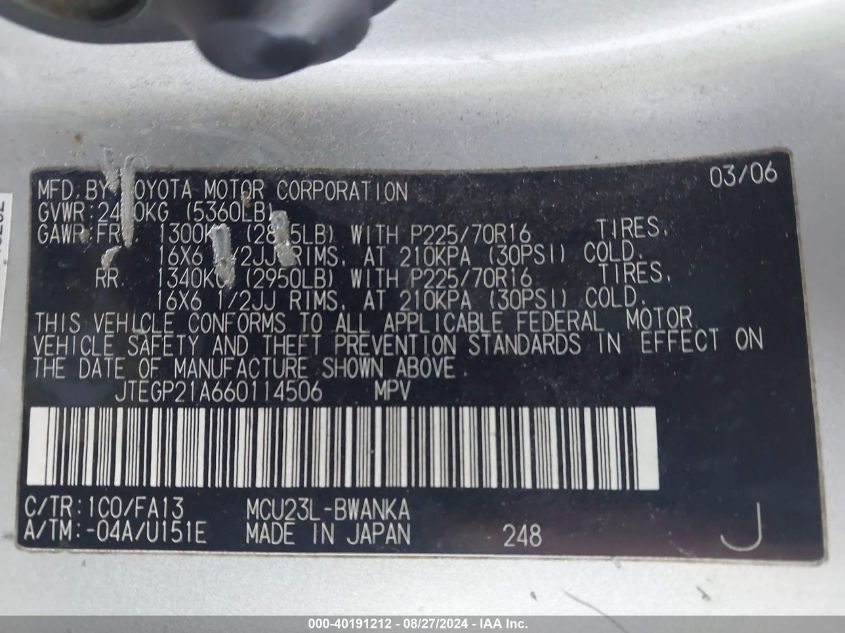 03/06
MFD. BY TOYOTA MOTOR CORPORATION
GVWR: (5360LB)
GAWR: FR 1300KG WITH P225/70R16 TIRES,
16X6 1/2JJ RIMS, AT 210KPA (30PSI) COLD.
RR 1340KG (2950LB) WITH P225/70R16 TIRES,
16X6 1/2JJ RIMS, AT 210KPA (30PSI) COLD.
THIS VEHICLE CONFORMS TO ALL APPLICABLE FEDERAL MOTOR
VEHICLE SAFETY AND THEFT PREVENTION STANDARDS IN EFFECT ON
THE DATE OF MANUFACTURE SHOWN ABOVE.
JTEGP21A660114506 MPV
C/TR: 1C0/FA13 MCU23L-BWANKA
A/TM: -04A/U151E MADE IN JAPAN 248 J
000-40191212 - 08/27/2024 - IAA Inc.